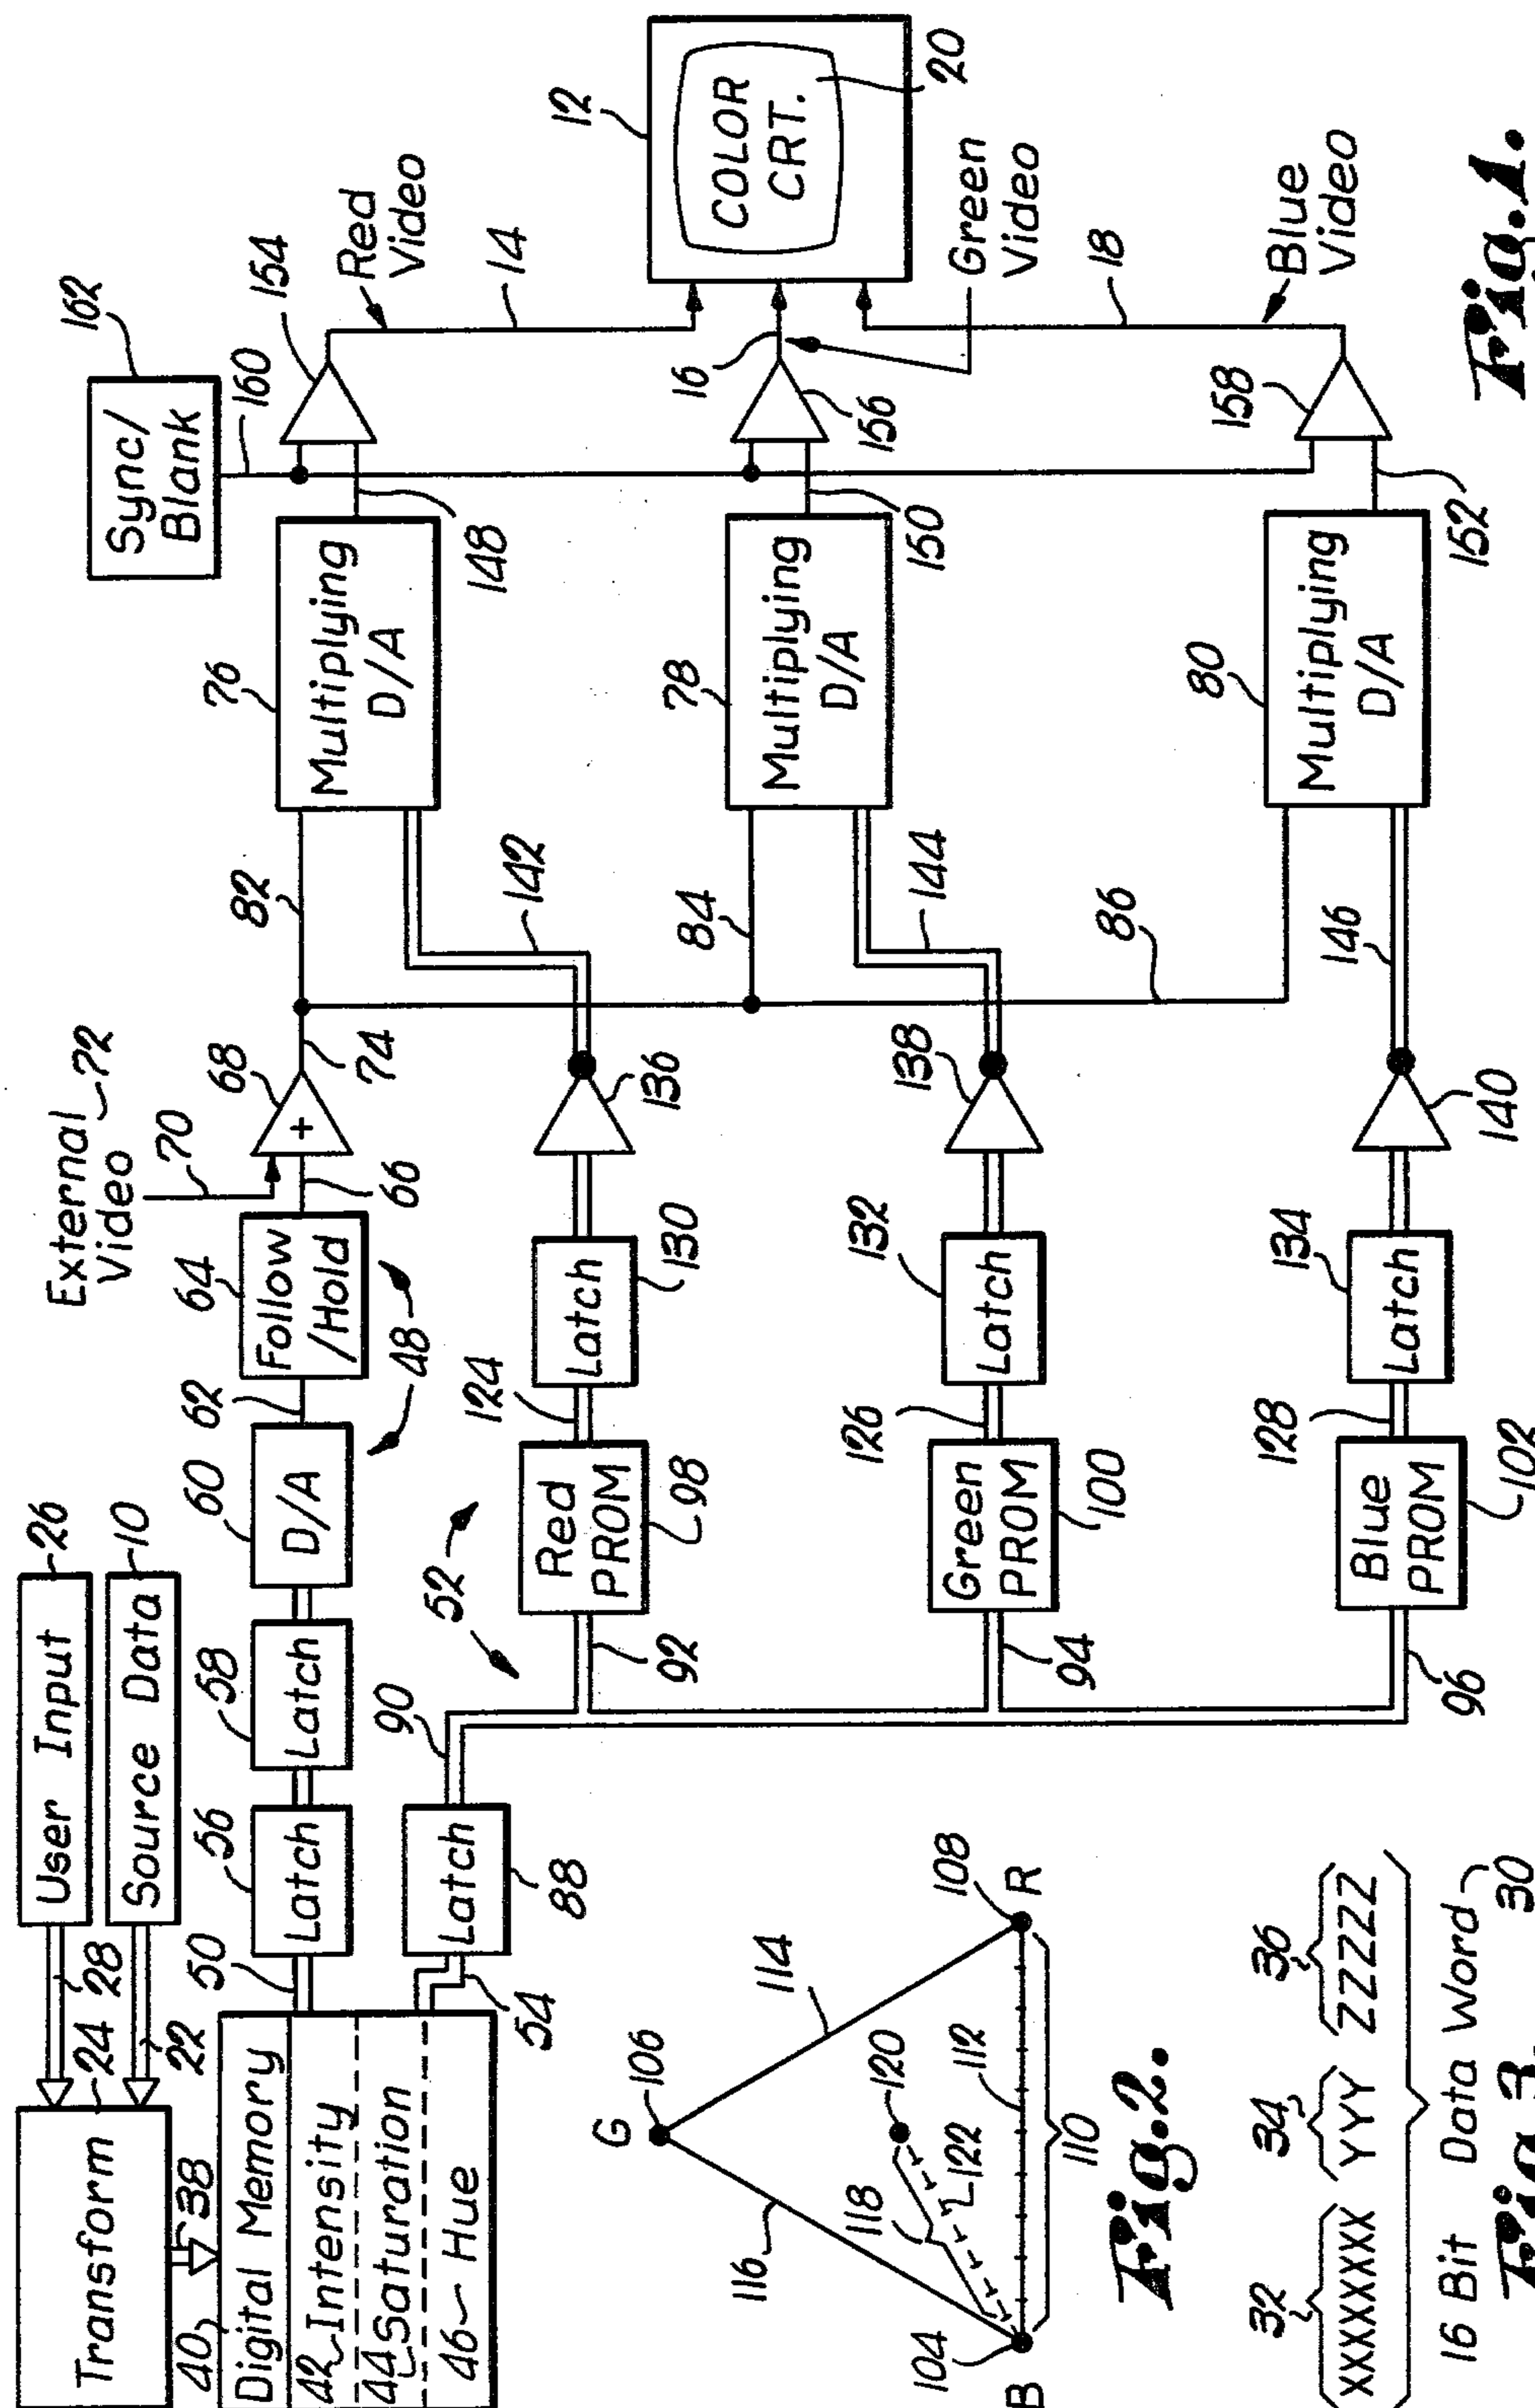 User Input 26
Source Data 10
28
22
24
Transform
38
40
Digital Memory
42 Intensity
44 Saturation
46 Hue
50
54
56
Latch
58
Latch
60
D/A
62
48
64
Follow
/Hold
66
External
Video 72
70
68
+
74
82
76
Multiplying
D/A
148
162
Sync/
Blank
160
154
Red
Video
14
12
COLOR
CRT.
20
Latch
88
90
52
92
Red
PROM
98
124
Latch
130
136
142
84
78
Multiplying
D/A
150
156
16
Green
Video
94
Green
PROM
100
126
Latch
132
138
144
86
96
Blue
PROM
102
128
Latch
134
140
146
80
Multiplying
D/A
152
158
18
Blue
Video
Fig.1.
G
106
116
114
118
120
122
112
104
B
110
108
R
Fig.2.
32
34
36
XXXXXXXX YYY ZZZZZ
16 Bit Data Word 30
Fig.3.